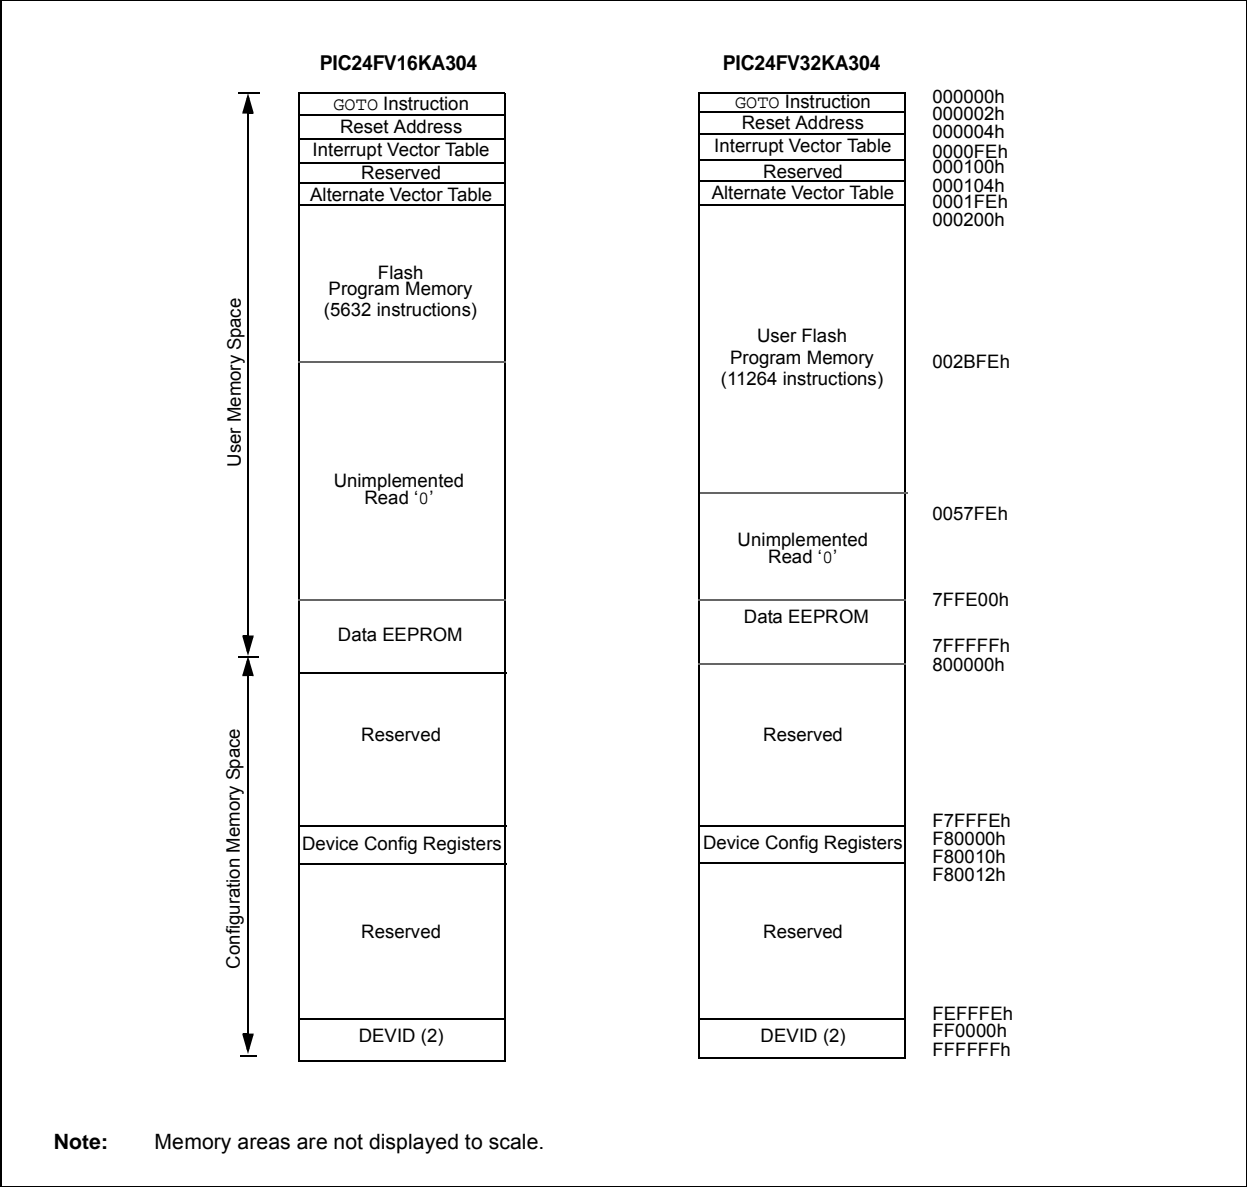 PIC24FV16KA304
PIC24FV32KA304
GOTO Instruction
Reset Address
Interrupt Vector Table
Reserved
Alternate Vector Table
Flash
Program Memory
(5632 instructions)
Unimplemented
Read ‘0’
Data EEPROM
Reserved
Device Config Registers
Reserved
DEVID (2)
GOTO Instruction
Reset Address
Interrupt Vector Table
Reserved
Alternate Vector Table
User Flash
Program Memory
(11264 instructions)
Unimplemented
Read ‘0’
Data EEPROM
Reserved
Device Config Registers
Reserved
DEVID (2)
000000h
000002h
000004h
0000FEh
000100h
000104h
0001FEh
000200h
002BFEh
0057FEh
7FFE00h
7FFFFFh
800000h
F7FFFEh
F80000h
F80010h
F80012h
FEFFFEh
FF0000h
FFFFFFh
User Memory Space
Configuration Memory Space
Note: Memory areas are not displayed to scale.